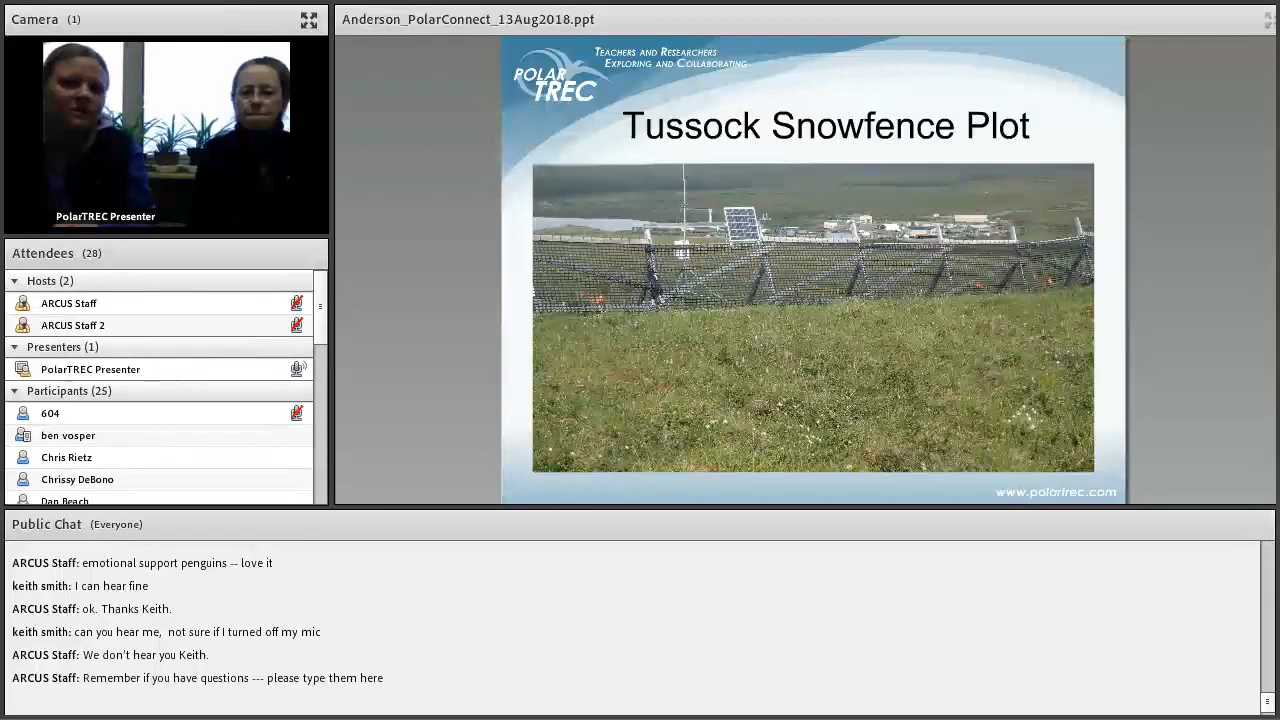 Camera (1)
PolarTREC Presenter
Attendees (28)
Hosts (2)
ARCUS Staff
ARCUS Staff 2
Presenters (1)
PolarTREC Presenter
Participants (25)
604
ben vosper
Chris Rietz
Chrissy DeBono
Dan Beach
Anderson_PolarConnect_13Aug2018.ppt
TEACHERS AND RESEARCHERS
EXPLORING AND COLLABORATING
POLAR
TREC
Tussock Snowfence Plot
www.polartrec.com
Public Chat (Everyone)
ARCUS Staff: emotional support penguins -- love it
keith smith: I can hear fine
ARCUS Staff: ok. Thanks Keith.
keith smith: can you hear me, not sure if I turned off my mic
ARCUS Staff: We don't hear you Keith.
ARCUS Staff: Remember if you have questions --- please type them here